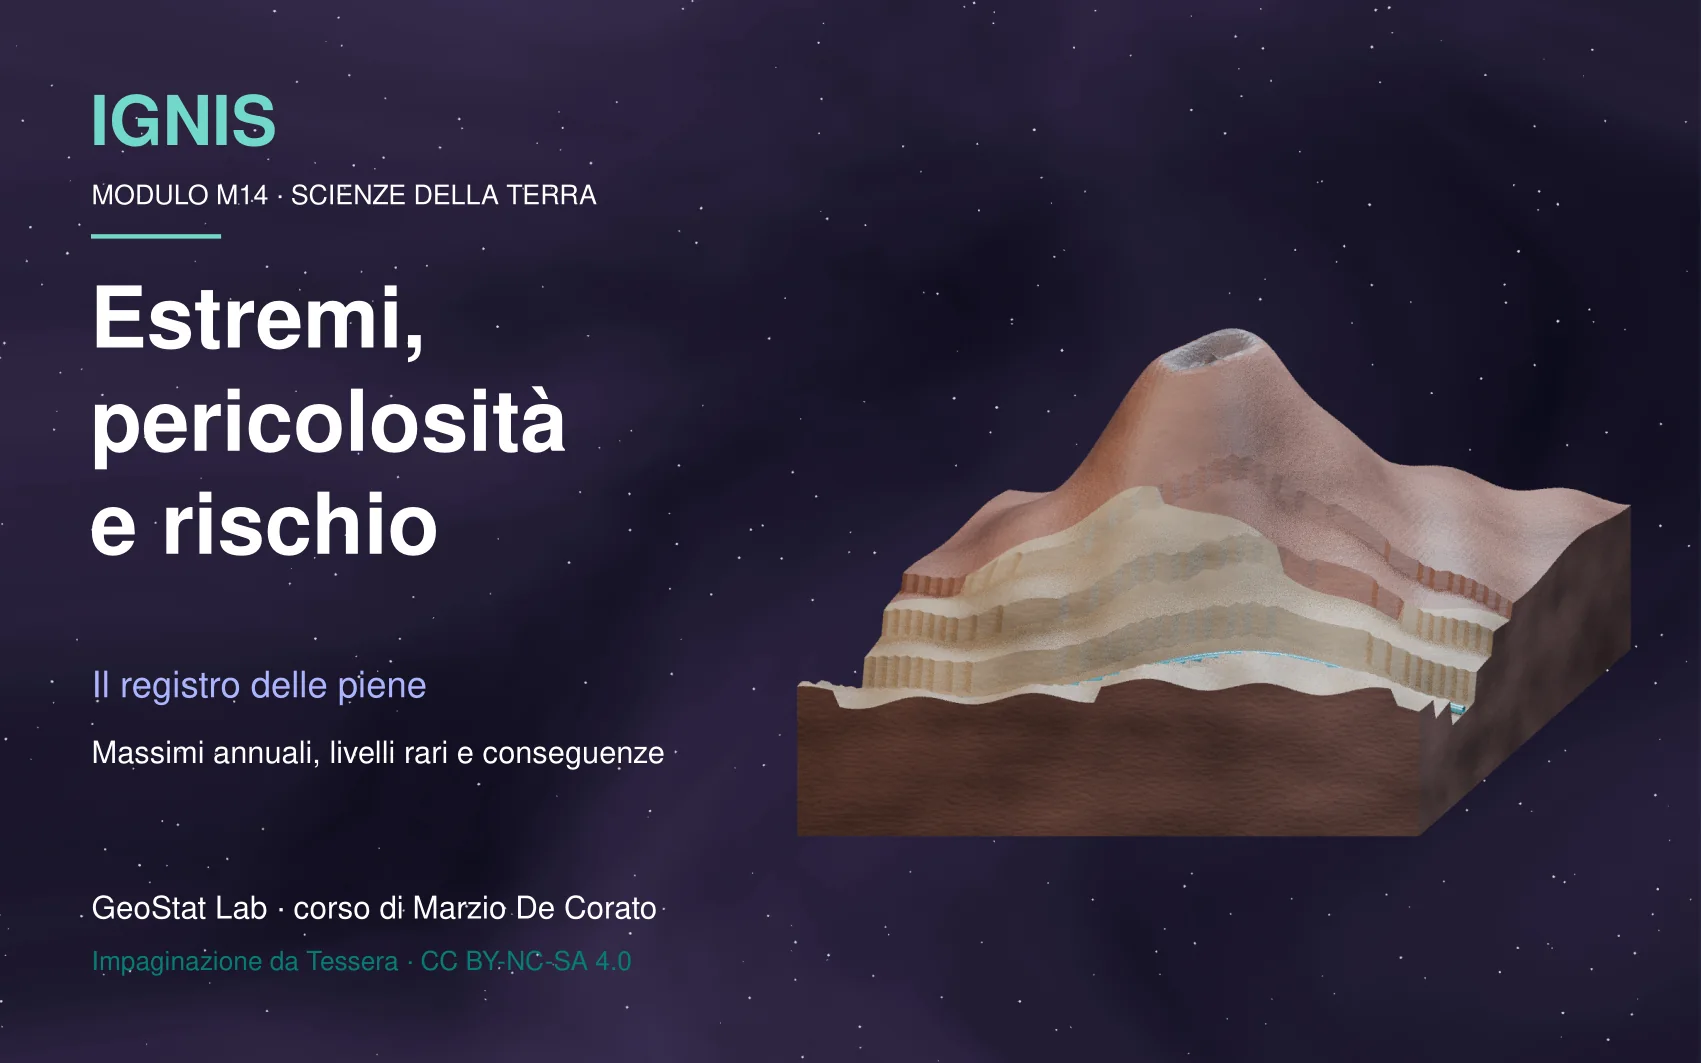 IGNIS
MODULO M14 · SCIENZE DELLA TERRA
Estremi,
pericolosità
e rischio
Il registro delle piene
Massimi annuali, livelli rari e conseguenze
GeoStat Lab · corso di Marzio De Corato
Impaginazione da Tessera · CC BY-NC-SA 4.0